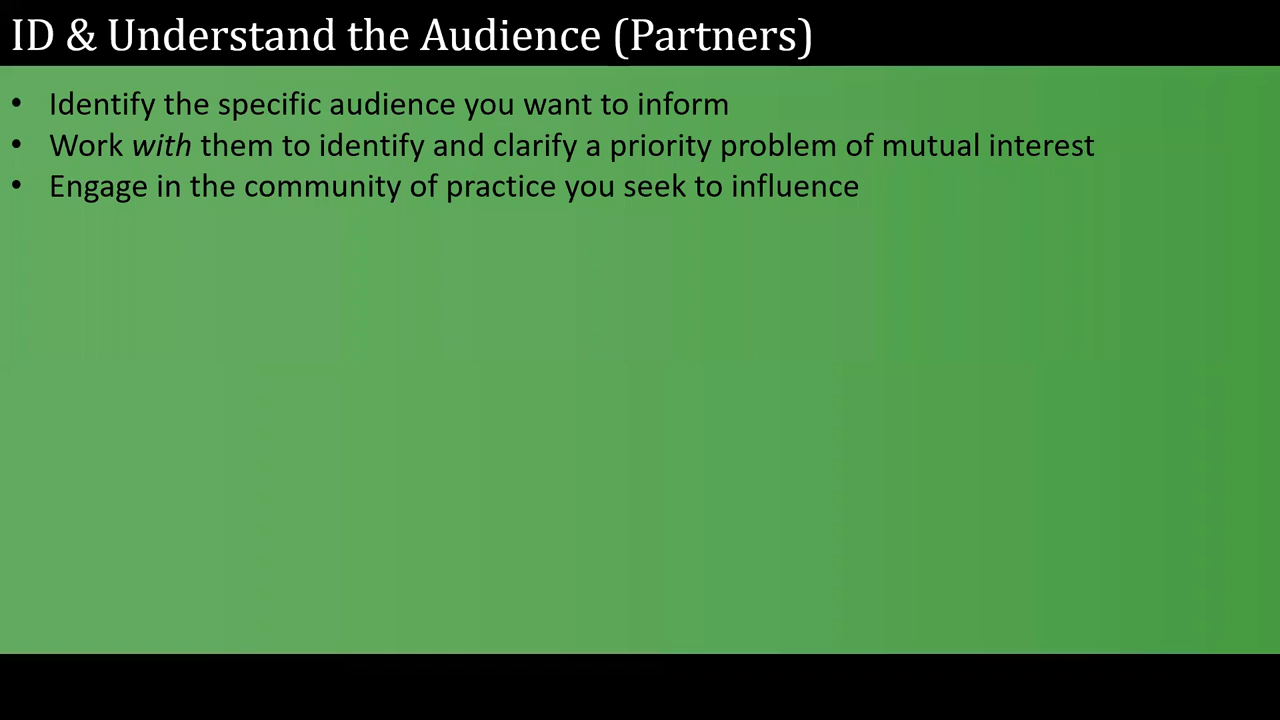 ID & Understand the Audience (Partners)
• Identify the specific audience you want to inform
• Work with them to identify and clarify a priority problem of mutual interest
• Engage in the community of practice you seek to influence